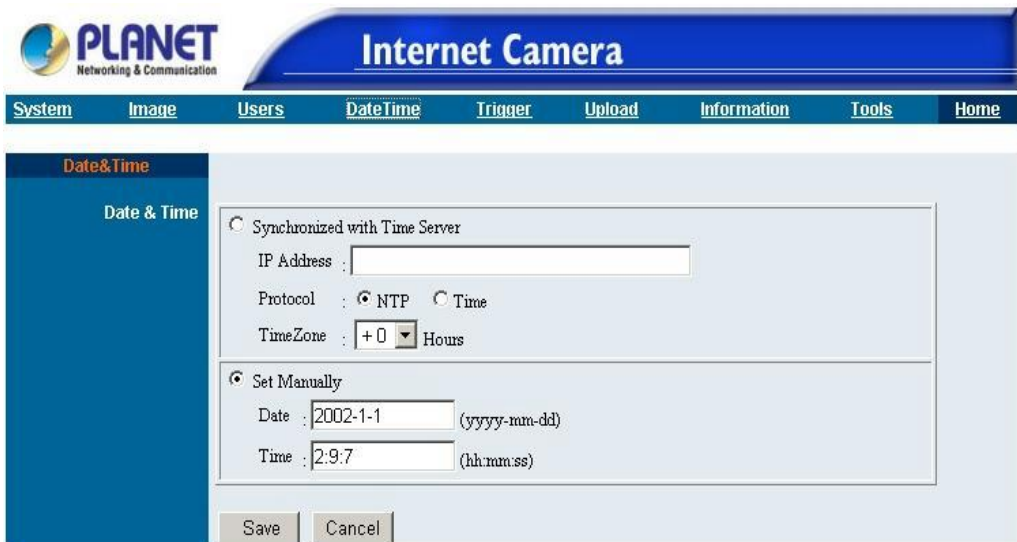 PLANET
Networking & Communication
Internet Camera
System Image Users DateTime Trigger Upload Information Tools Home
Date&Time
Date & Time
Synchronized with Time Server
IP Address :
Protocol : NTP Time
TimeZone : +0 Hours
Set Manually
Date : 2002-1-1 (yyyy-mm-dd)
Time : 2:9:7 (hh:mm:ss)
Save Cancel